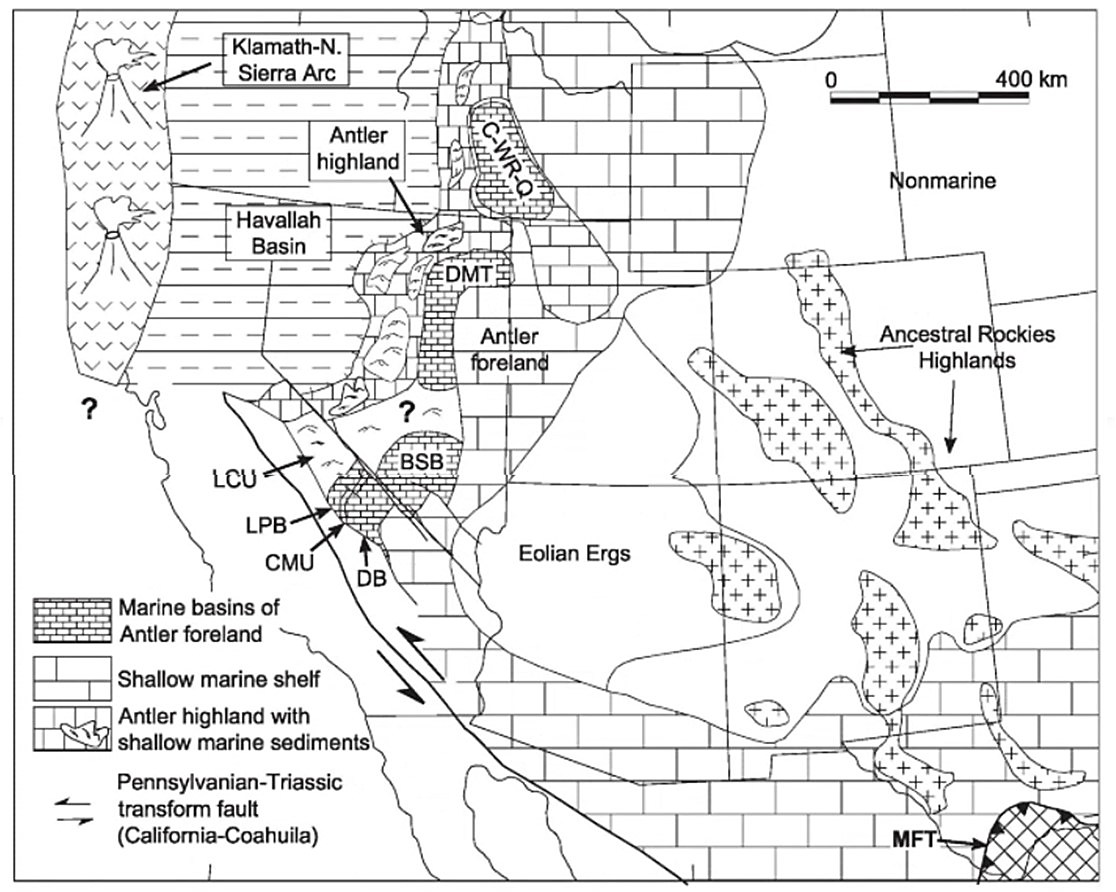 Klamath-N.
Sierra Arc
0 400 km
Antler
highland
C-WR-Q
Nonmarine
Havallah
Basin
DMT
Antler
foreland
Ancestral Rockies
Highlands
?
?
BSB
LCU
LPB
CMU
DB
Eolian Ergs
Marine basins of
Antler foreland
Shallow marine shelf
Antler highland with
shallow marine sediments
Pennsylvanian-Triassic
transform fault
(California-Coahuila)
MFT